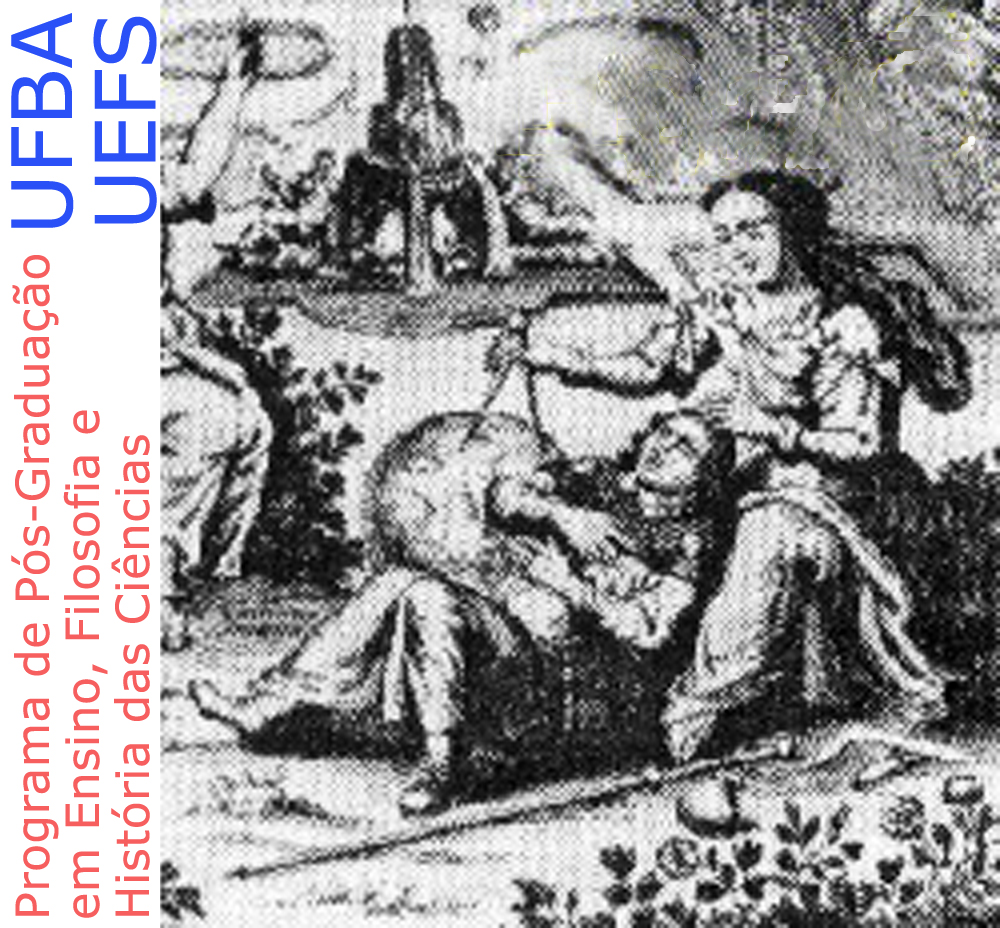 UFBA
UEFS
Programa de Pós-Graduação
em Ensino, Filosofia e
História das Ciências